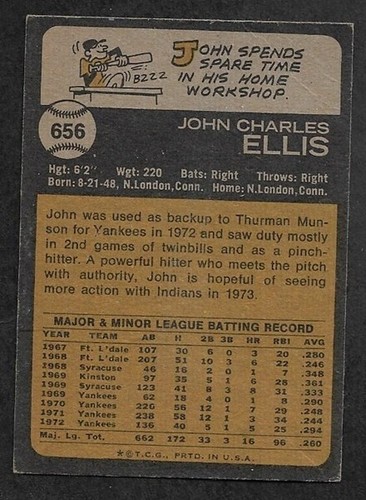 JOHN SPENDS
SPARE TIME
IN HIS HOME
WORKSHOP.
BZZZ
656
JOHN CHARLES
ELLIS
Hgt: 6'2" Wgt: 220 Bats: Right Throws: Right
Born: 8-21-48, N.London, Conn. Home: N.London, Conn.
John was used as backup to Thurman Mun-
son for Yankees in 1972 and saw duty mostly
in 2nd games of twinbills and as a pinch-
hitter. A powerful hitter who meets the pitch
with authority, John is hopeful of seeing
more action with Indians in 1973.
MAJOR & MINOR LEAGUE BATTING RECORD
YEAR TEAM AB H 2B 3B HR RBI AVG
1967 Ft. L'dale 107 30 6 0 3 20 .280
1968 Ft. L'dale 207 51 10 3 6 22 .246
1968 Syracuse 46 16 2 0 1 7 .348
1969 Kinston 97 35 5 1 6 28 .361
1969 Syracuse 123 41 8 3 8 31 .333
1969 Yankees 62 18 4 0 1 8 .290
1970 Yankees 226 56 12 1 7 29 .248
1971 Yankees 238 58 12 1 3 34 .244
1972 Yankees 136 40 5 1 5 25 .294
Maj. Lg. Tot. 662 172 33 3 16 96 .260
*©T.C.G., PRTD. IN U.S.A.